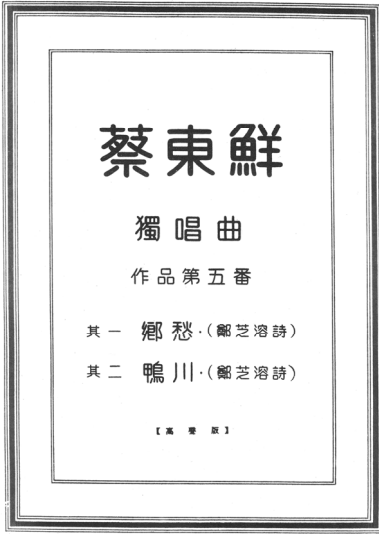 蔡東鮮
獨唱曲
作品第五番
其一 鄕愁·(鄭芝溶詩)
其二 鴨川·(鄭芝溶詩)
【高聲版】